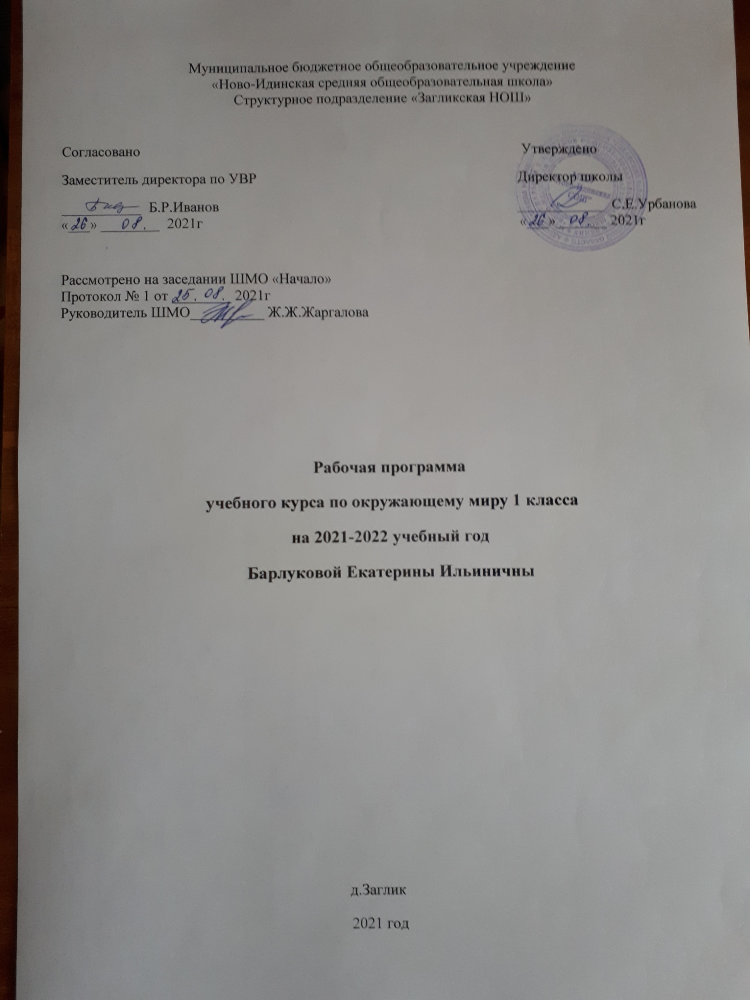 Муниципальное бюджетное общеобразовательное учреждение
«Ново-Идинская средняя общеобразовательная школа»
Структурное подразделение «Загликская НОШ»
Согласовано
Утверждено
Заместитель директора по УВР
Директор школы
Б.Р.Иванов
С.Е.Урбанова
«26» 08. 2021г
«26» 08. 2021г
Рассмотрено на заседании ШМО «Начало»
Протокол № 1 от 25.08. 2021г
Руководитель ШМО Ж.Ж.Жаргалова
Рабочая программа
учебного курса по окружающему миру 1 класса
на 2021-2022 учебный год
Барлуковой Екатерины Ильиничны
д.Заглик
2021 год